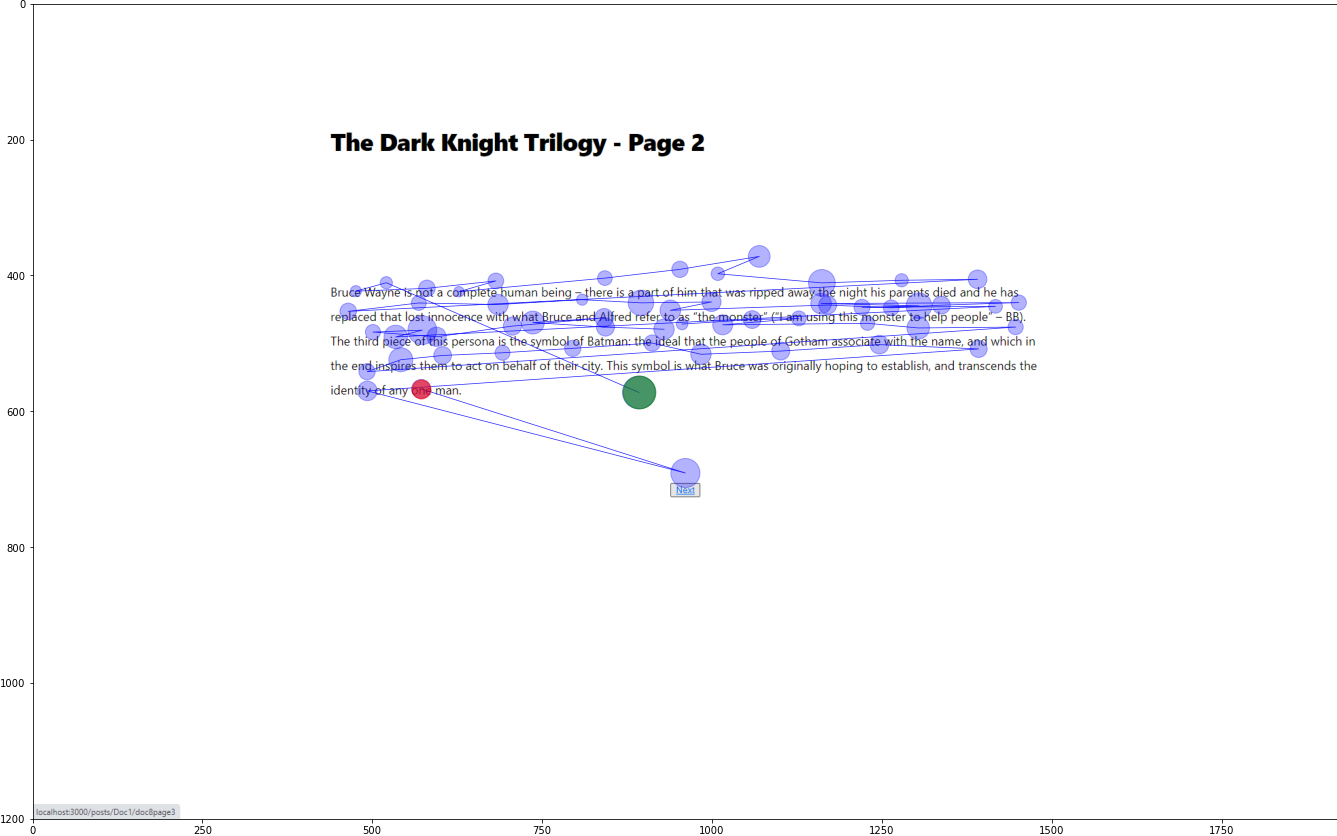 The Dark Knight Trilogy - Page 2
Bruce Wayne is not a complete human being – there is a part of him that was ripped away the night his parents died and he has
replaced that lost innocence with what Bruce and Alfred refer to as “the monster” (“I am using this monster to help people” – BB).
The third piece of this persona is the symbol of Batman: the ideal that the people of Gotham associate with the name, and which in
the end inspires them to act on behalf of their city. This symbol is what Bruce was originally hoping to establish, and transcends the
identity of any one man.
Next
localhost:3000/posts/Doc1/doc8page3
0
200
400
600
800
1000
1200
0 250 500 750 1000 1250 1500 1750